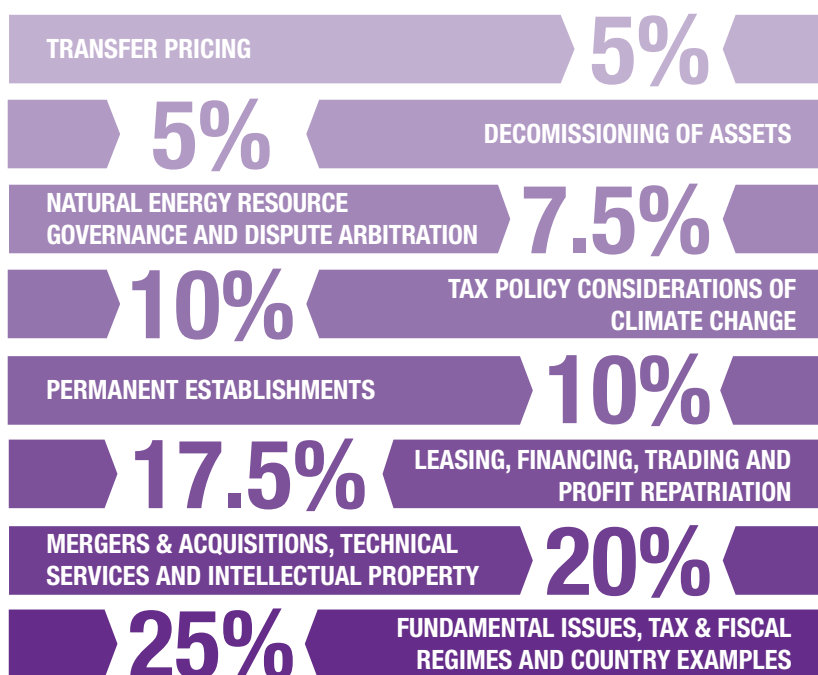 TRANSFER PRICING 5%
5% DECOMISSIONING OF ASSETS
NATURAL ENERGY RESOURCE
GOVERNANCE AND DISPUTE ARBITRATION
7.5%
10%
TAX POLICY CONSIDERATIONS OF
CLIMATE CHANGE
PERMANENT ESTABLISHMENTS 10%
17.5%
LEASING, FINANCING, TRADING AND
PROFIT REPATRIATION
MERGERS & ACQUISITIONS, TECHNICAL
SERVICES AND INTELLECTUAL PROPERTY
20%
25%
FUNDAMENTAL ISSUES, TAX & FISCAL
REGIMES AND COUNTRY EXAMPLES